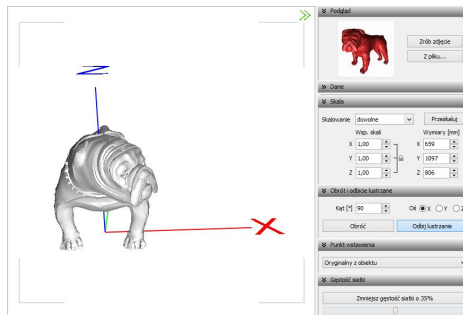 Z
X
Podgląd
Zrób zdjęcie
Z pliku...
Dane
Skala
Skalowanie dowolne Przeskaluj
Wsp. skali Wymiary [mm]
X 1,00 X 659
Y 1,00 Y 1097
Z 1,00 Z 806
Obrót i odbicie lustrzane
Kąt [°] 90 Oś X Y Z
Obróć Odbij lustrzanie
Punkt wstawienia
Oryginalny z obiektu
Gęstość siatki
Zmniejsz gęstość siatki o 35%